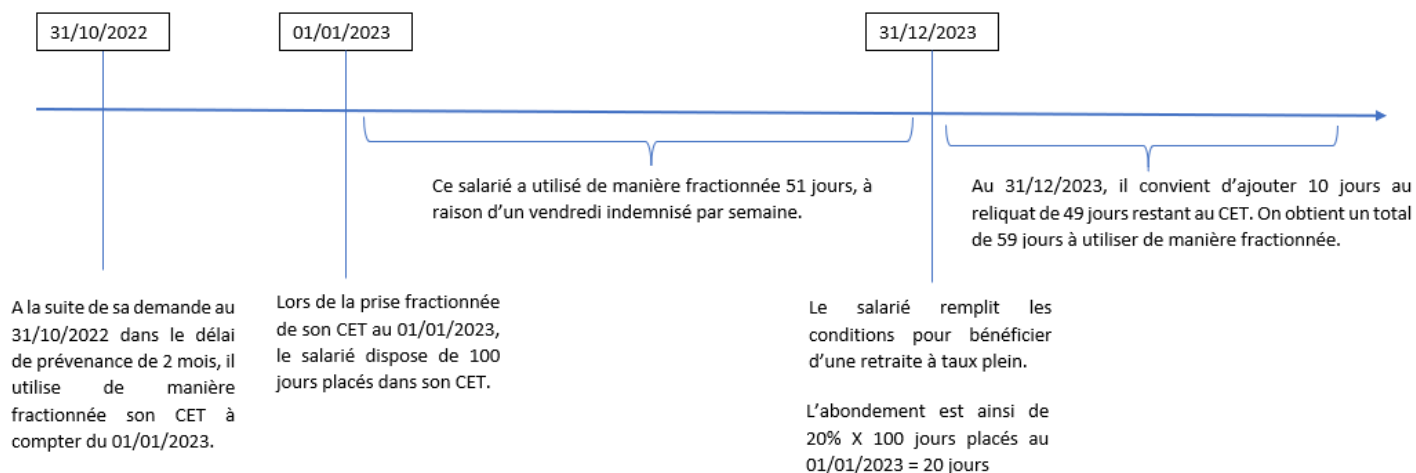 31/10/2022
01/01/2023
31/12/2023
Ce salarié a utilisé de manière fractionnée 51 jours, à
raison d’un vendredi indemnisé par semaine.
Au 31/12/2023, il convient d’ajouter 10 jours au
reliquat de 49 jours restant au CET. On obtient un total
de 59 jours à utiliser de manière fractionnée.
A la suite de sa demande au
31/10/2022 dans le délai
de prévenance de 2 mois, il
utilise de manière
fractionnée son CET à
compter du 01/01/2023.
Lors de la prise fractionnée
de son CET au 01/01/2023,
le salarié dispose de 100
jours placés dans son CET.
Le salarié remplit les
conditions pour bénéficier
d’une retraite à taux plein.
L’abondement est ainsi de
20% X 100 jours placés au
01/01/2023 = 20 jours